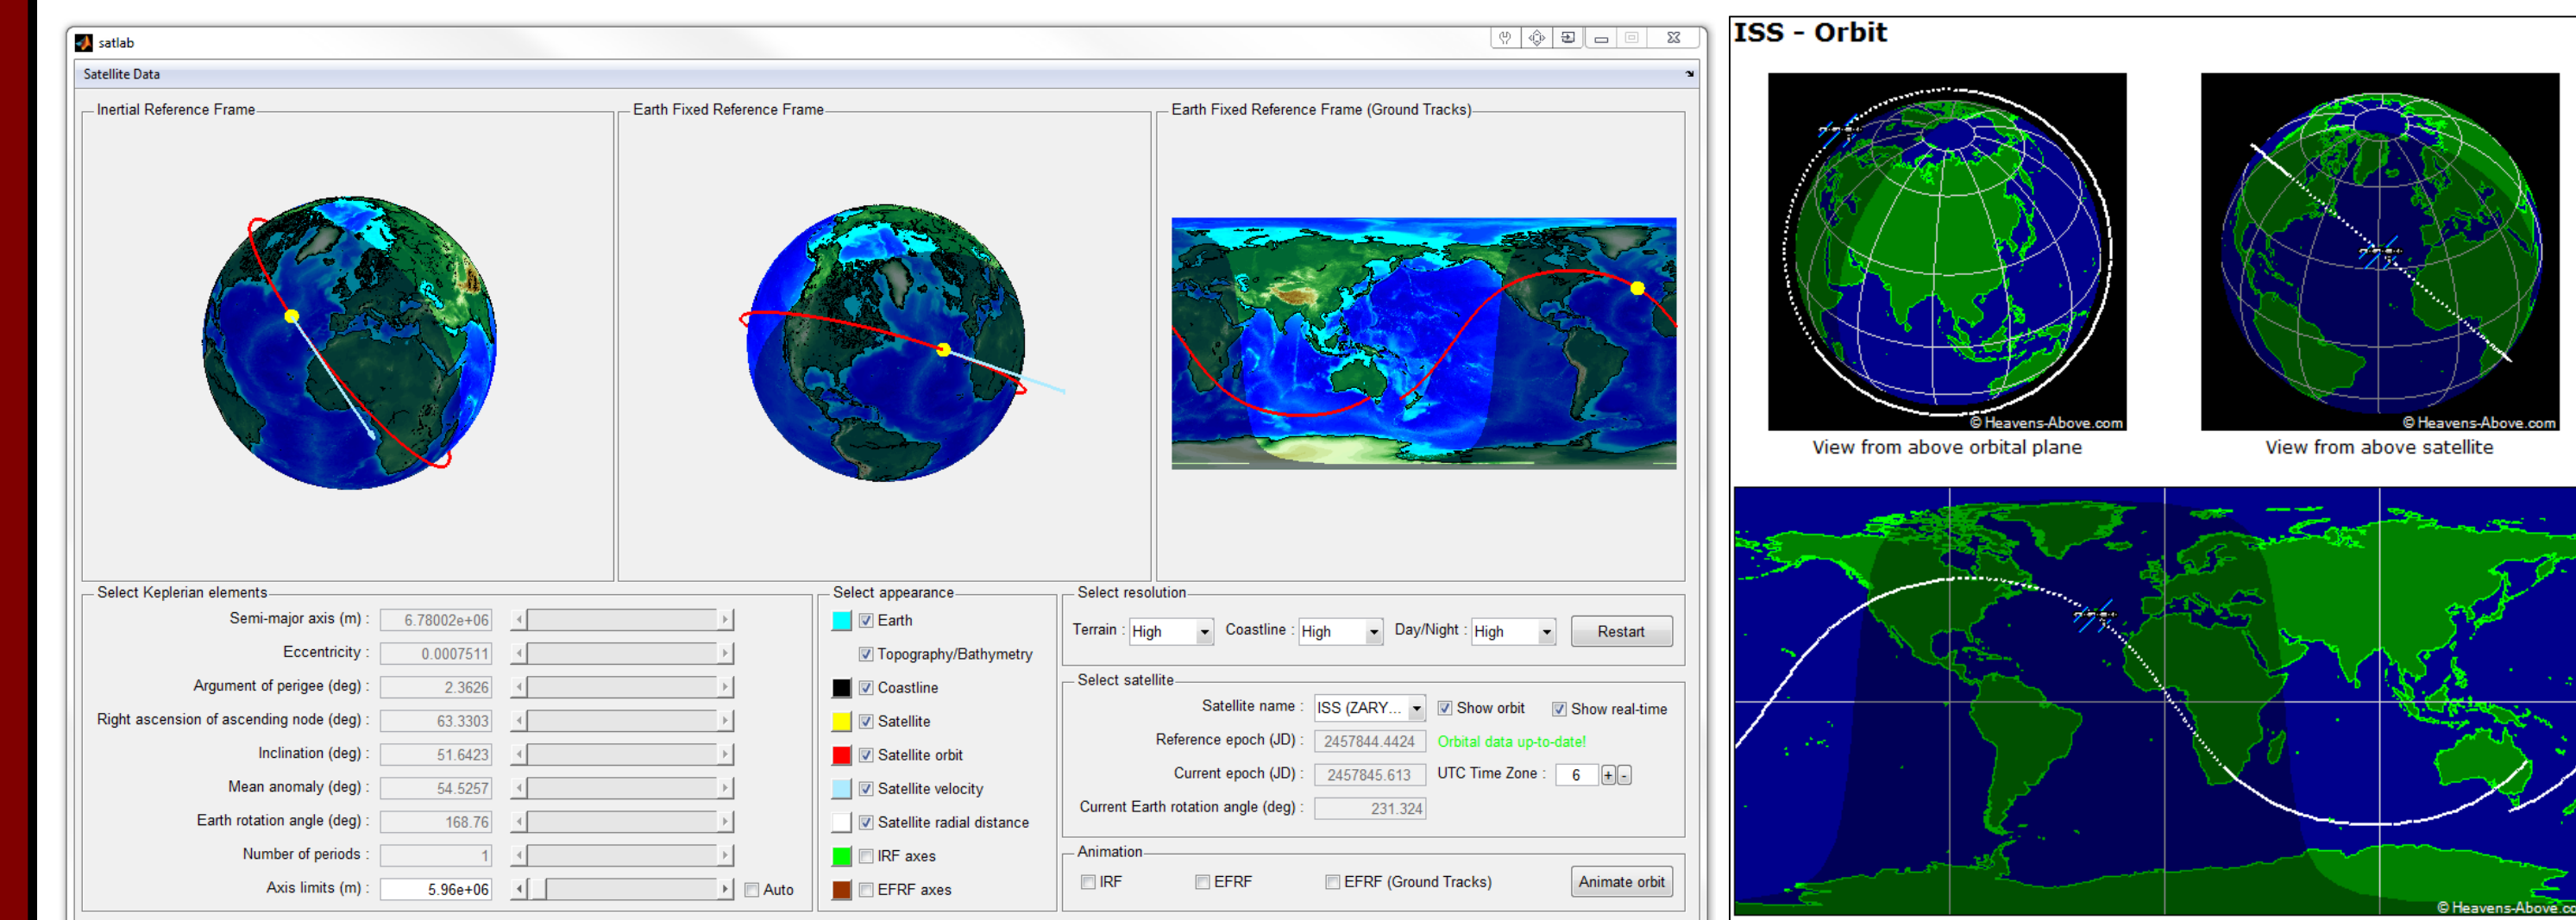 satlab
Satellite Data
Inertial Reference Frame
Earth Fixed Reference Frame
Earth Fixed Reference Frame (Ground Tracks)
Select Keplerian elements
Semi-major axis (m) : 6.78002e+06
Eccentricity : 0.0007511
Argument of perigee (deg) : 2.3626
Right ascension of ascending node (deg) : 63.3303
Inclination (deg) : 51.6423
Mean anomaly (deg) : 54.5257
Earth rotation angle (deg) : 168.76
Number of periods : 1
Axis limits (m) : 5.96e+06
Auto
Select appearance
Earth
Topography/Bathymetry
Coastline
Satellite
Satellite orbit
Satellite velocity
Satellite radial distance
IRF axes
EFRF axes
Select resolution
Terrain : High Coastline : High Day/Night : High Restart
Select satellite
Satellite name : ISS (ZARY... Show orbit Show real-time
Reference epoch (JD) : 2457844.4424 Orbital data up-to-date!
Current epoch (JD) : 2457845.613 UTC Time Zone : 6 + -
Current Earth rotation angle (deg) : 231.324
Animation
IRF EFRF EFRF (Ground Tracks) Animate orbit
ISS - Orbit
© Heavens-Above.com
View from above orbital plane
© Heavens-Above.com
View from above satellite
© Heavens-Above.co